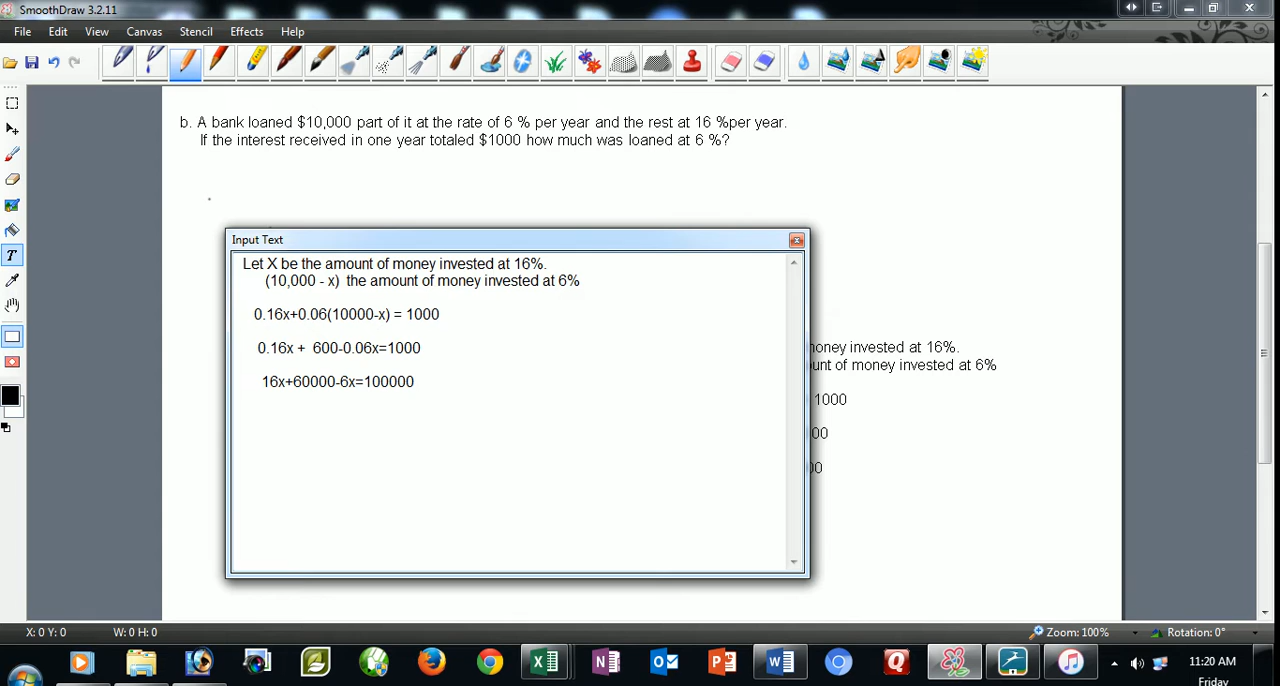 SmoothDraw 3.2.11
File Edit View Canvas Stencil Effects Help
b. A bank loaned $10,000 part of it at the rate of 6 % per year and the rest at 16 %per year.
If the interest received in one year totaled $1000 how much was loaned at 6 %?
Input Text
Let X be the amount of money invested at 16%.
(10,000 - x) the amount of money invested at 6%
0.16x+0.06(10000-x) = 1000
0.16x + 600-0.06x=1000
16x+60000-6x=100000
money invested at 16%.
unt of money invested at 6%
1000
00
00
X: 0 Y: 0 W: 0 H: 0 Zoom: 100% Rotation: 0°
11:20 AM
Friday